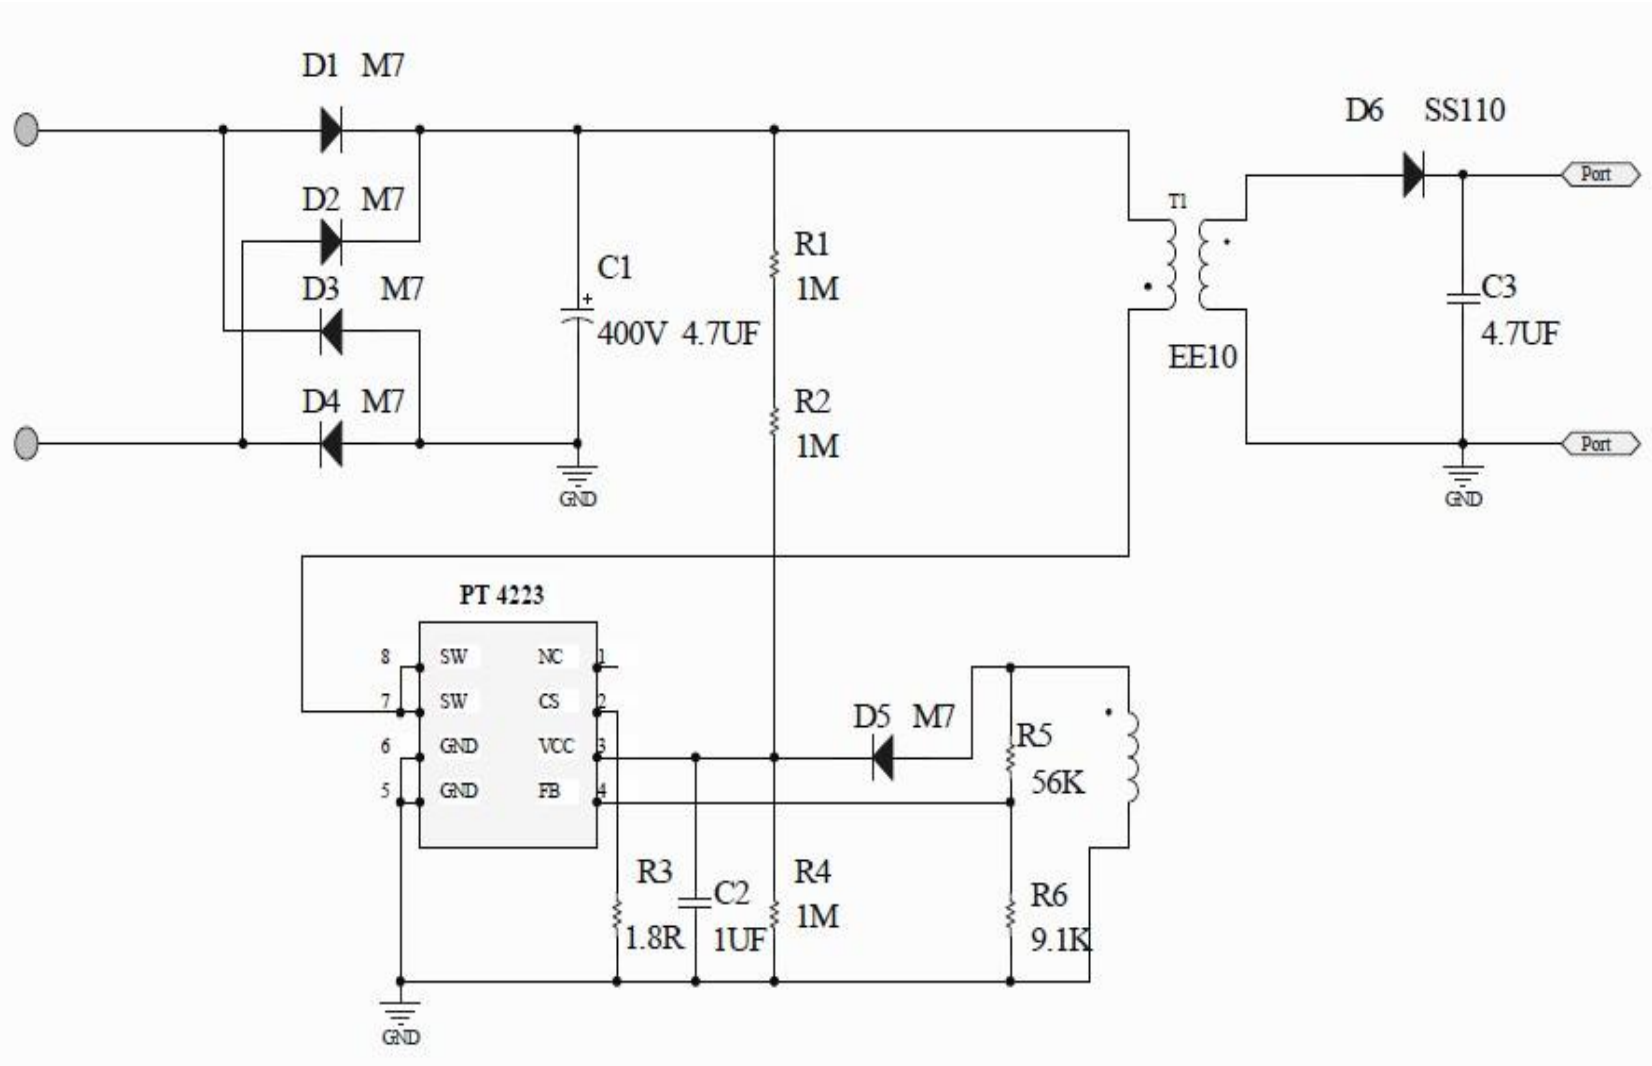 D1 M7
D6 SS110
Port
D2 M7
T1
R1
1M
C1
400V 4.7UF
D3 M7
C3
4.7UF
EE10
D4 M7
R2
1M
Port
GND
GND
PT 4223
8 SW NC 1
7 SW CS 2
6 GND VCC 3
5 GND FB 4
D5 M7
R5
56K
R3
1.8R
C2
1UF
R4
1M
R6
9.1K
GND